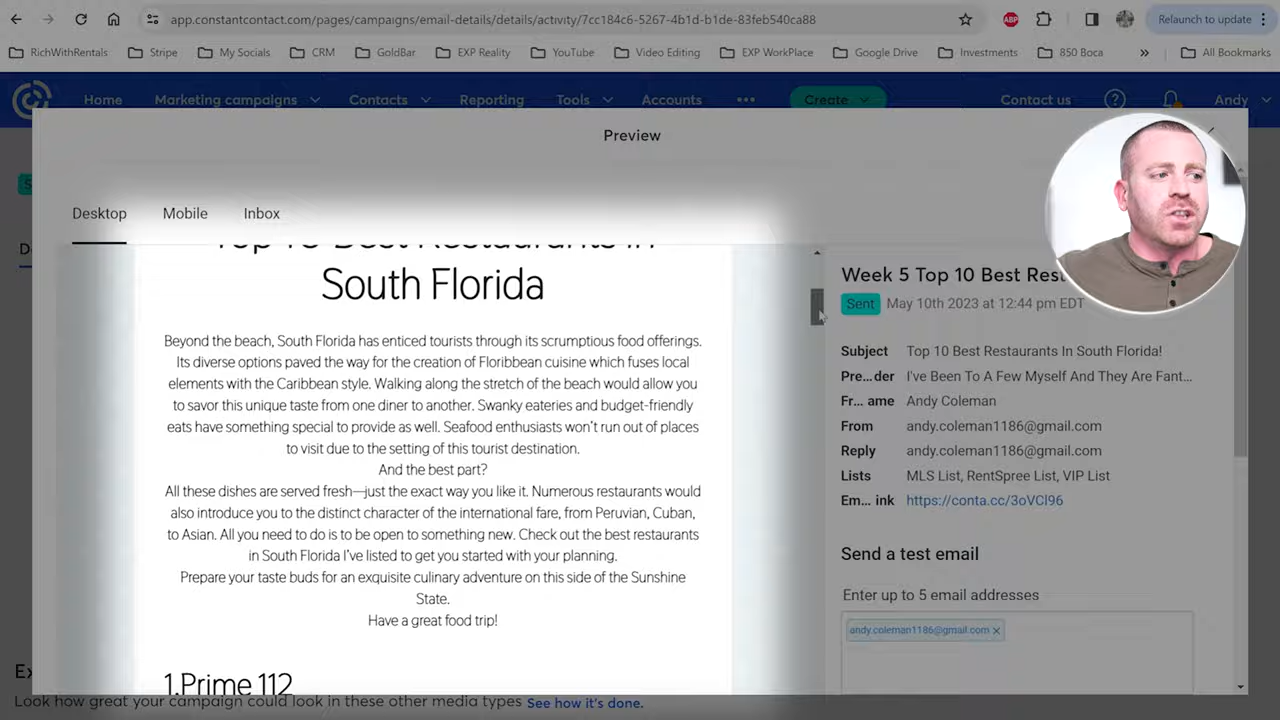 app.constantcontact.com/pages/campaigns/email-details/details/activity/7cc184c6-5267-4b1d-b1de-83feb540ca88
ABP
Relaunch to update
RichWithRentals
Stripe
My Socials
CRM
GoldBar
EXP Reality
YouTube
Video Editing
EXP WorkPlace
Google Drive
Investments
850 Boca
»
All Bookmarks
Home
Marketing campaigns
Contacts
Reporting
Tools
Accounts
Create
Contact us
Andy
Preview
Desktop
Mobile
Inbox
Top 10 Best Restaurants in
South Florida
Beyond the beach, South Florida has enticed tourists through its scrumptious food offerings.
Its diverse options paved the way for the creation of Floribbean cuisine which fuses local
elements with the Caribbean style. Walking along the stretch of the beach would allow you
to savor this unique taste from one diner to another. Swanky eateries and budget-friendly
eats have something special to provide as well. Seafood enthusiasts won't run out of places
to visit due to the setting of this tourist destination.
And the best part?
All these dishes are served fresh—just the exact way you like it. Numerous restaurants would
also introduce you to the distinct character of the international fare, from Peruvian, Cuban,
to Asian. All you need to do is to be open to something new. Check out the best restaurants
in South Florida I've listed to get you started with your planning.
Prepare your taste buds for an exquisite culinary adventure on this side of the Sunshine
State.
Have a great food trip!
1.Prime 112
Week 5 Top 10 Best Rest
Sent May 10th 2023 at 12:44 pm EDT
Subject Top 10 Best Restaurants In South Florida!
Pre...der I've Been To A Few Myself And They Are Fant...
Fr... ame Andy Coleman
From andy.coleman1186@gmail.com
Reply andy.coleman1186@gmail.com
Lists MLS List, RentSpree List, VIP List
Em... ink https://conta.cc/3oVCl96
Send a test email
Enter up to 5 email addresses
andy.coleman1186@gmail.com ×
Look how great your campaign could look in these other media types See how it's done.